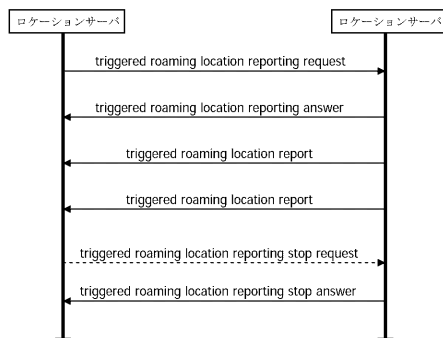 ロケーションサーバ
ロケーションサーバ
triggered roaming location reporting request
triggered roaming location reporting answer
triggered roaming location report
triggered roaming location report
triggered roaming location reporting stop request
triggered roaming location reporting stop answer